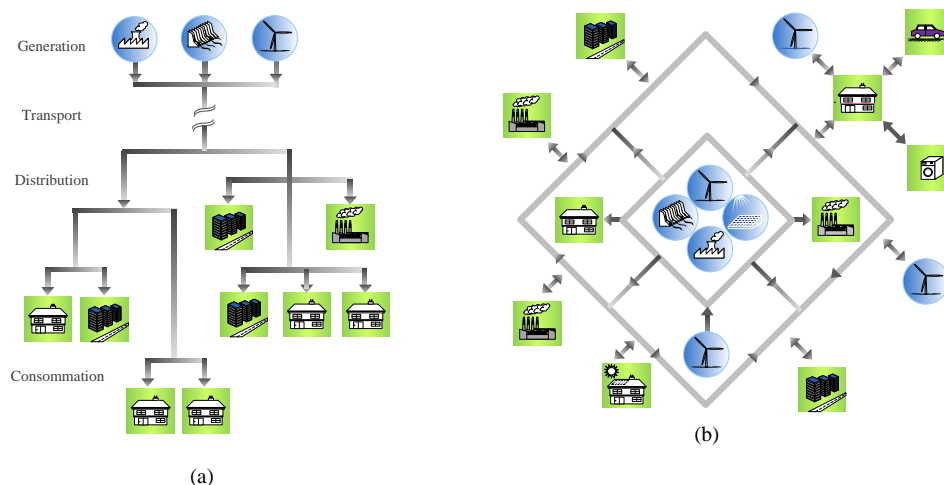 Generation
Transport
Distribution
Consommation
(a)
(b)